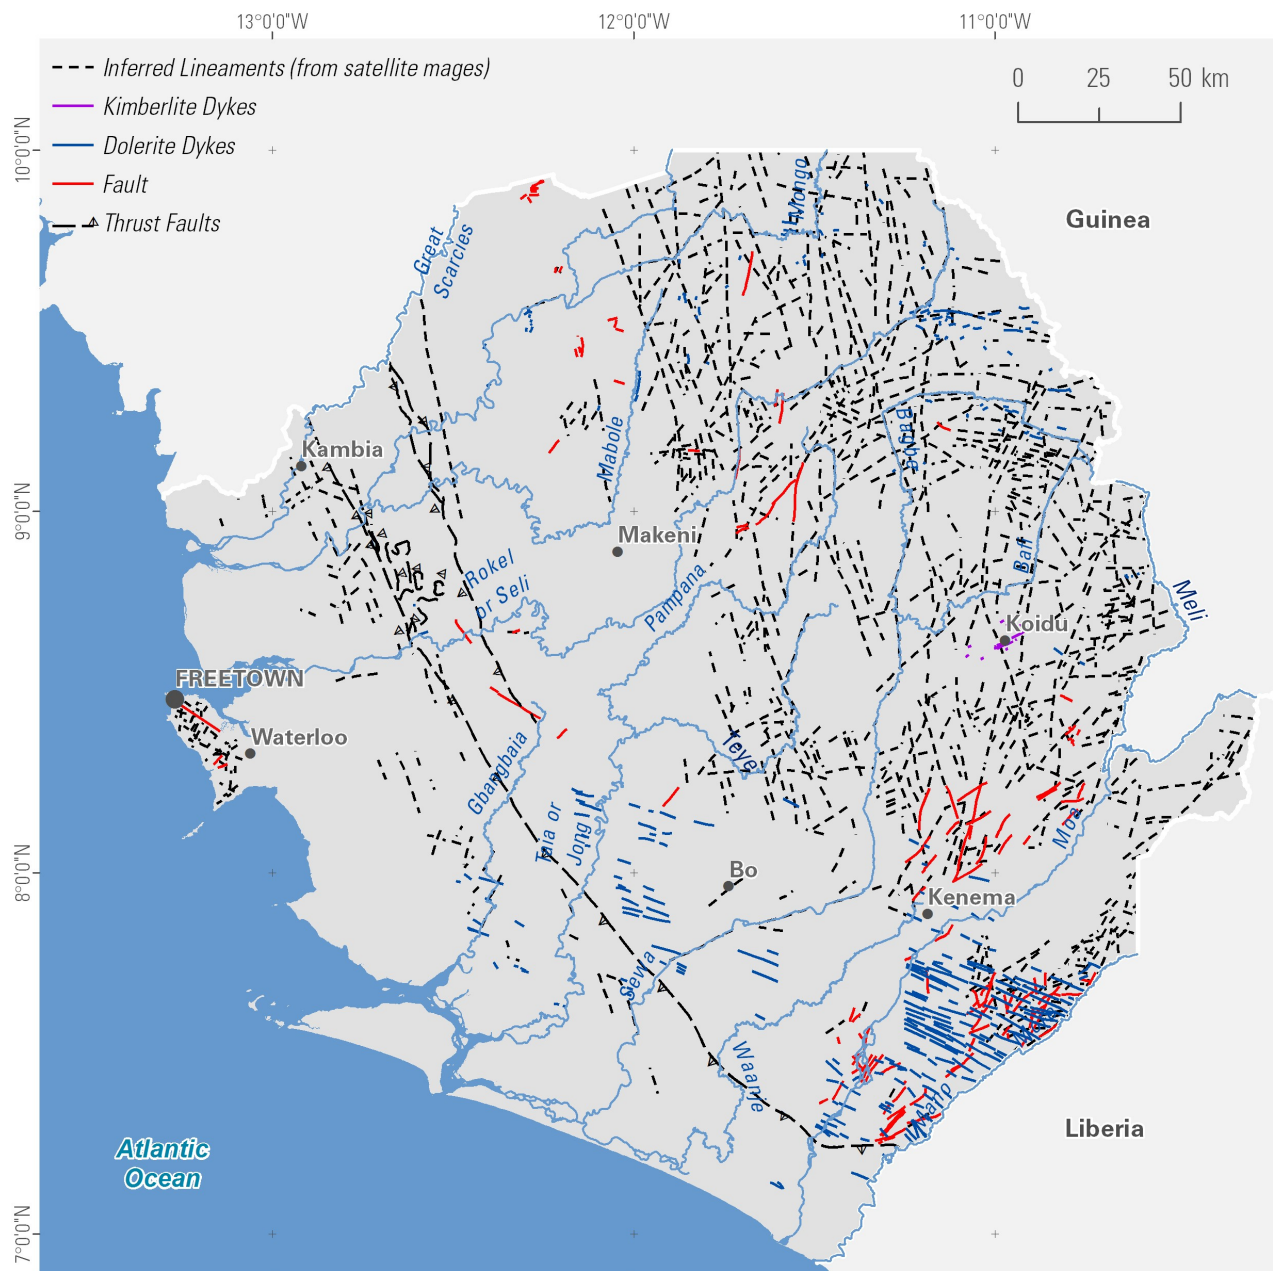 13°0'0"W 12°0'0"W 11°0'0"W
Inferred Lineaments (from satellite mages)
Kimberlite Dykes
Dolerite Dykes
Fault
Thrust Faults
0 25 50 km
10°0'0"N
9°0'0"N
8°0'0"N
7°0'0"N
Guinea
Mongo
Great
Scarcies
Kambia
Mabole
Bagbe
Makeni
Rokel
or Seli
Pampana
Bafi
Meli
Koidu
FREETOWN
Waterloo
Gbangbaia
Teye
Taia or
Jong
Moa
Bo
Kenema
Sewa
Waanje
Mano
Liberia
Atlantic
Ocean